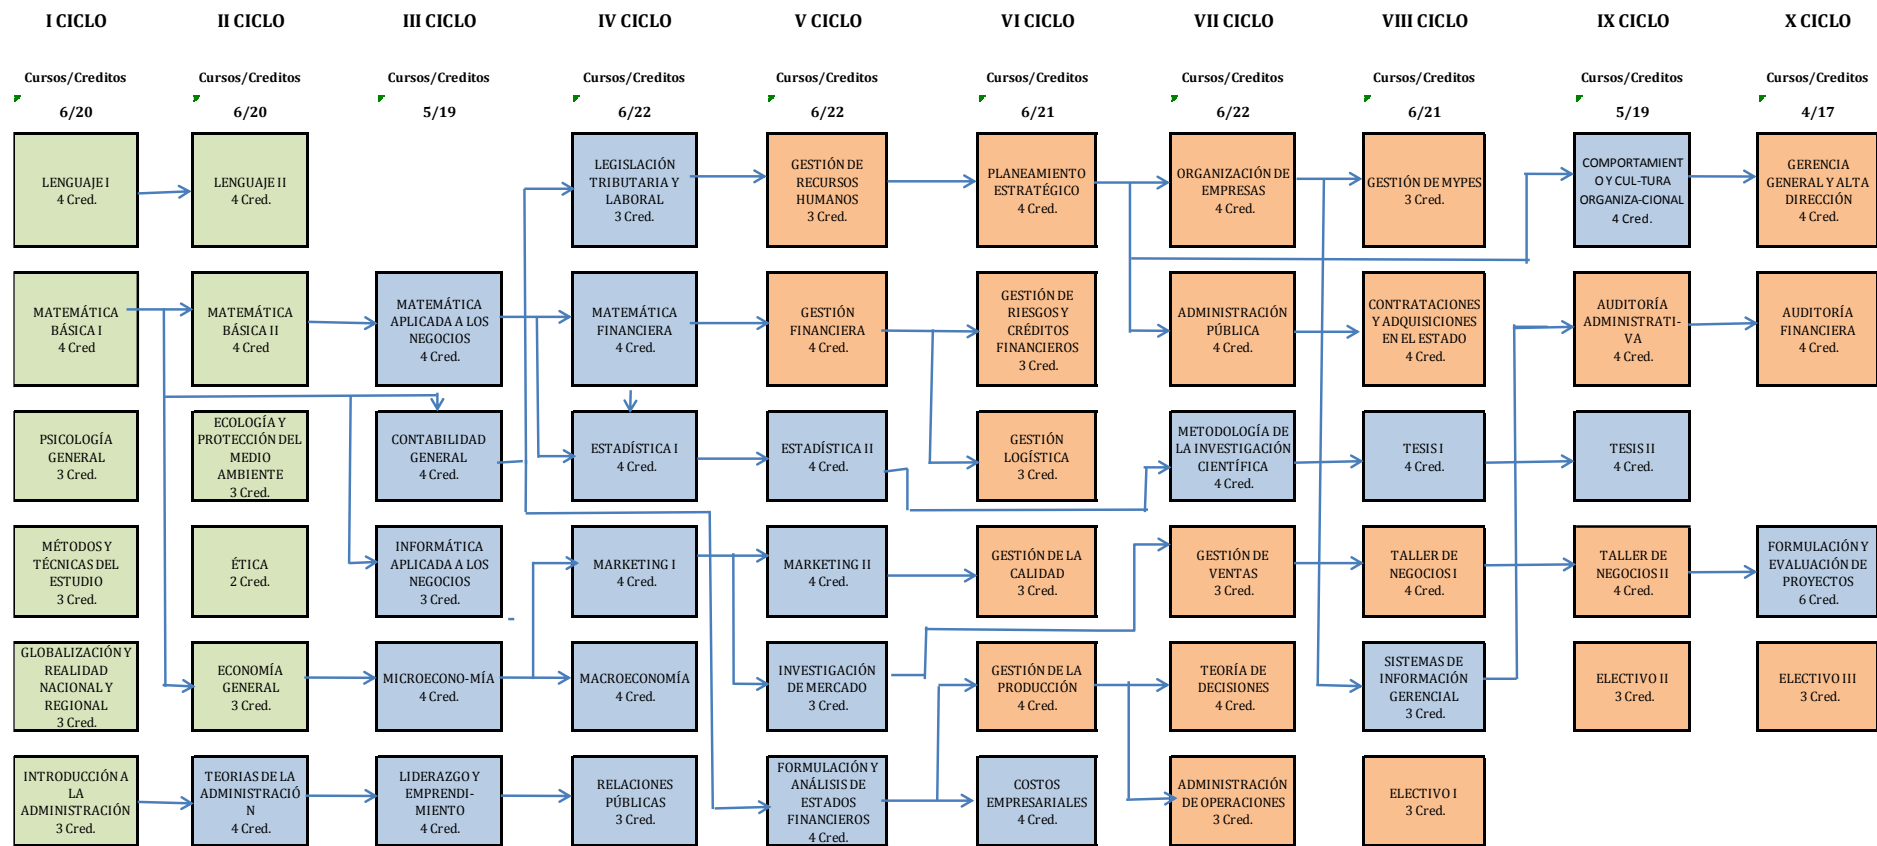 I CICLO
II CICLO
III CICLO
IV CICLO
V CICLO
VI CICLO
VII CICLO
VIII CICLO
IX CICLO
X CICLO
Cursos/Creditos
Cursos/Creditos
Cursos/Creditos
Cursos/Creditos
Cursos/Creditos
Cursos/Creditos
Cursos/Creditos
Cursos/Creditos
Cursos/Creditos
Cursos/Creditos
6/20
6/20
5/19
6/22
6/22
6/21
6/22
6/21
5/19
4/17
LENGUAJE I
4 Cred.
LENGUAJE II
4 Cred.
LEGISLACIÓN
TRIBUTARIA Y
LABORAL
3 Cred.
GESTIÓN DE
RECURSOS
HUMANOS
3 Cred.
PLANEAMIENTO
ESTRATÉGICO
4 Cred.
ORGANIZACIÓN DE
EMPRESAS
4 Cred.
GESTIÓN DE MYPES
3 Cred.
COMPORTAMIENT
O Y CUL-TURA
ORGANIZA-CIONAL
4 Cred.
GERENCIA
GENERAL Y ALTA
DIRECCIÓN
4 Cred.
MATEMÁTICA
BÁSICA I
4 Cred
MATEMÁTICA
BÁSICA II
4 Cred
MATEMÁTICA
APLICADA A LOS
NEGOCIOS
4 Cred.
MATEMÁTICA
FINANCIERA
4 Cred.
GESTIÓN
FINANCIERA
4 Cred.
GESTIÓN DE
RIESGOS Y
CRÉDITOS
FINANCIEROS
3 Cred.
ADMINISTRACIÓN
PÚBLICA
4 Cred.
CONTRATACIONES
Y ADQUISICIONES
EN EL ESTADO
4 Cred.
AUDITORÍA
ADMINISTRATI-
VA
4 Cred.
AUDITORÍA
FINANCIERA
4 Cred.
PSICOLOGÍA
GENERAL
3 Cred.
ECOLOGÍA Y
PROTECCIÓN DEL
MEDIO
AMBIENTE
3 Cred.
CONTABILIDAD
GENERAL
4 Cred.
ESTADÍSTICA I
4 Cred.
ESTADÍSTICA II
4 Cred.
GESTIÓN
LOGÍSTICA
3 Cred.
METODOLOGÍA DE
LA INVESTIGACIÓN
CIENTÍFICA
4 Cred.
TESIS I
4 Cred.
TESIS II
4 Cred.
MÉTODOS Y
TÉCNICAS DEL
ESTUDIO
3 Cred.
ÉTICA
2 Cred.
INFORMÁTICA
APLICADA A LOS
NEGOCIOS
3 Cred.
MARKETING I
4 Cred.
MARKETING II
4 Cred.
GESTIÓN DE LA
CALIDAD
3 Cred.
GESTIÓN DE
VENTAS
3 Cred.
TALLER DE
NEGOCIOS I
4 Cred.
TALLER DE
NEGOCIOS II
4 Cred.
FORMULACIÓN Y
EVALUACIÓN DE
PROYECTOS
6 Cred.
GLOBALIZACIÓN Y
REALIDAD
NACIONAL Y
REGIONAL
3 Cred.
ECONOMÍA
GENERAL
3 Cred.
MICROECONO-MÍA
4 Cred.
MACROECONOMÍA
4 Cred.
INVESTIGACIÓN
DE MERCADO
3 Cred.
GESTIÓN DE LA
PRODUCCIÓN
4 Cred.
TEORÍA DE
DECISIONES
4 Cred.
SISTEMAS DE
INFORMACIÓN
GERENCIAL
3 Cred.
ELECTIVO II
3 Cred.
ELECTIVO III
3 Cred.
INTRODUCCIÓN A
LA
ADMINISTRACIÓN
3 Cred.
TEORIAS DE LA
ADMINISTRACIÓ
N
4 Cred.
LIDERAZGO Y
EMPRENDI-
MIENTO
4 Cred.
RELACIONES
PÚBLICAS
3 Cred.
FORMULACIÓN Y
ANÁLISIS DE
ESTADOS
FINANCIEROS
4 Cred.
COSTOS
EMPRESARIALES
4 Cred.
ADMINISTRACIÓN
DE OPERACIONES
3 Cred.
ELECTIVO I
3 Cred.